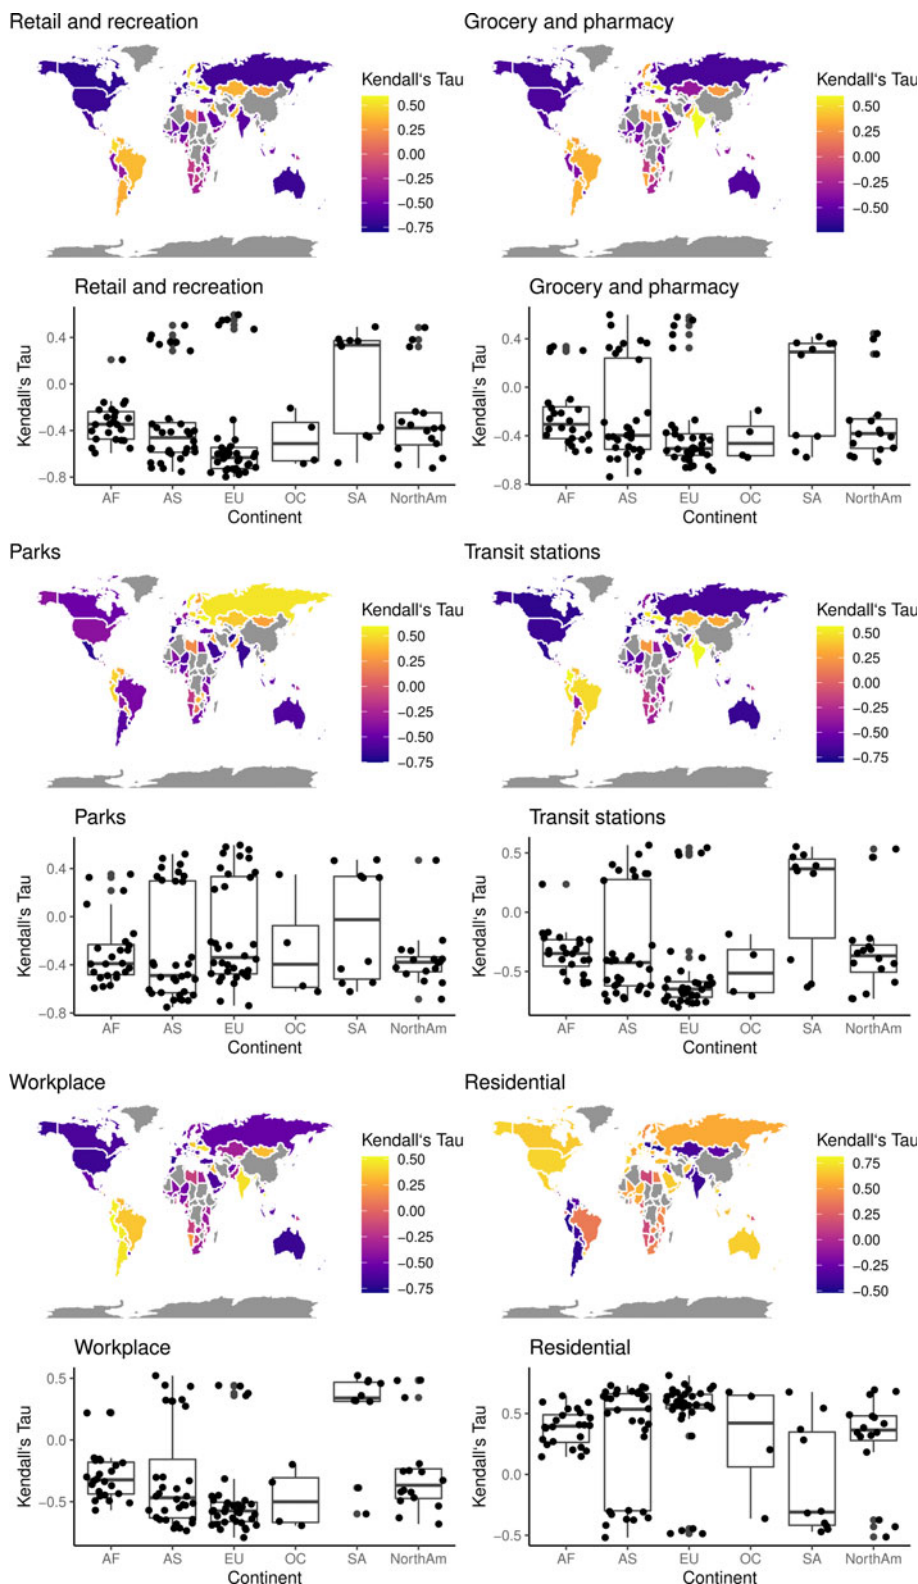 Retail and recreation
Kendall's Tau
0.50
0.25
0.00
−0.25
−0.50
−0.75
Grocery and pharmacy
Kendall's Tau
0.50
0.25
0.00
−0.25
−0.50
Retail and recreation
Kendall's Tau
0.4
0.0
−0.4
−0.8
AF AS EU OC SA NorthAm
Continent
Grocery and pharmacy
Kendall's Tau
0.4
0.0
−0.4
−0.8
AF AS EU OC SA NorthAm
Continent
Parks
Kendall's Tau
0.50
0.25
0.00
−0.25
−0.50
−0.75
Transit stations
Kendall's Tau
0.50
0.25
0.00
−0.25
−0.50
−0.75
Parks
Kendall's Tau
0.4
0.0
−0.4
−0.8
AF AS EU OC SA NorthAm
Continent
Transit stations
Kendall's Tau
0.5
0.0
−0.5
AF AS EU OC SA NorthAm
Continent
Workplace
Kendall's Tau
0.50
0.25
0.00
−0.25
−0.50
−0.75
Residential
Kendall's Tau
0.75
0.50
0.25
0.00
−0.25
−0.50
Workplace
Kendall's Tau
0.5
0.0
−0.5
AF AS EU OC SA NorthAm
Continent
Residential
Kendall's Tau
0.5
0.0
−0.5
AF AS EU OC SA NorthAm
Continent